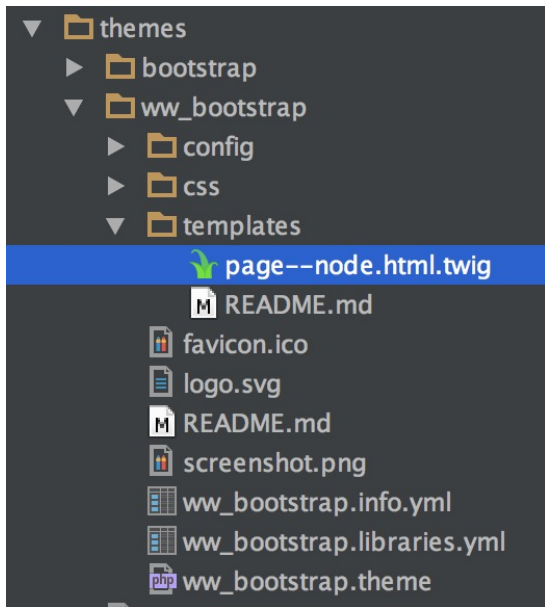 themes
bootstrap
ww_bootstrap
config
css
templates
page--node.html.twig
README.md
favicon.ico
logo.svg
README.md
screenshot.png
ww_bootstrap.info.yml
ww_bootstrap.libraries.yml
ww_bootstrap.theme